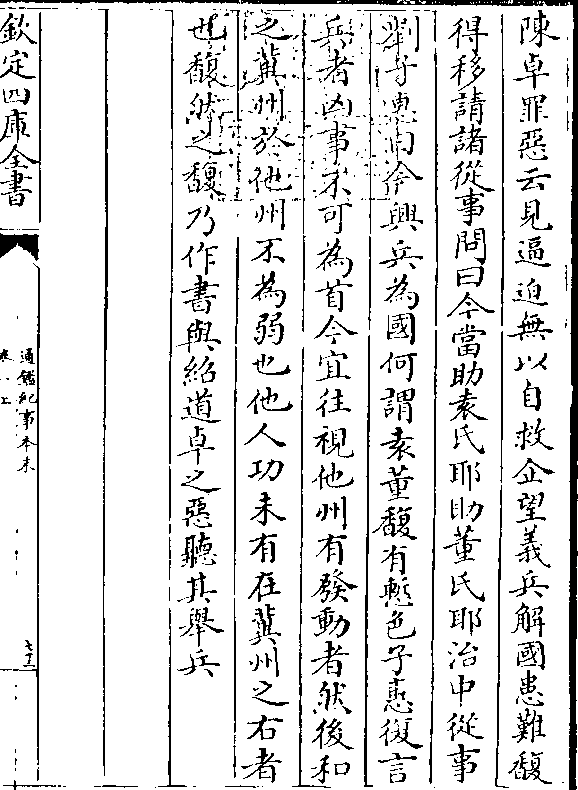 陳卓罪惡云見逼迫無以自救企望義兵解國患難馥
得移請諸從事問曰今當助袁氏耶助董氏耶治中從事
劉子惠曰今興兵為國何謂袁董馥有慙色子惠復言
兵者凶事不可為首今宜往視他州有發動者然後和
之冀州於他州不為弱也他人功未有在冀州之右者
也馥然之馥乃作書與紹道卓之惡聽其舉兵
欽定四庫全書
通鑑紀事本末
卷八上